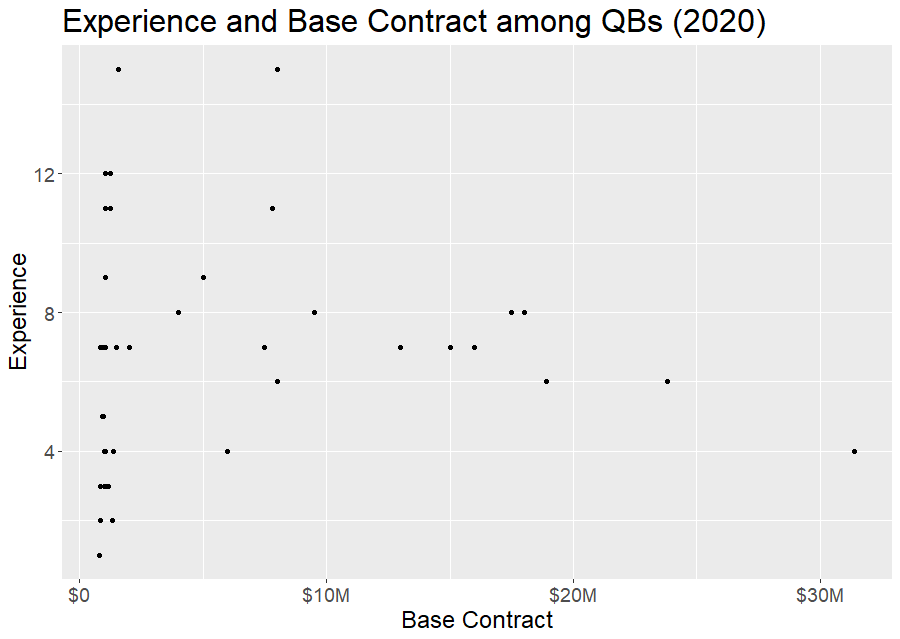 Experience and Base Contract among QBs (2020)
Experience
12
8
4
$0
$10M
$20M
$30M
Base Contract